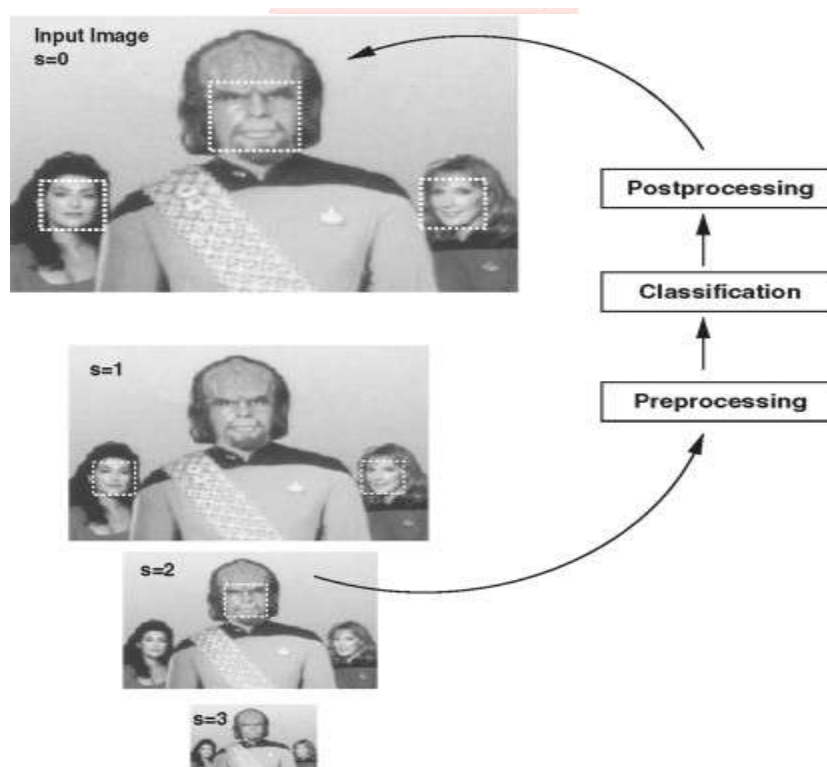 Input Image
s=0
Postprocessing
Classification
Preprocessing
s=1
s=2
s=3